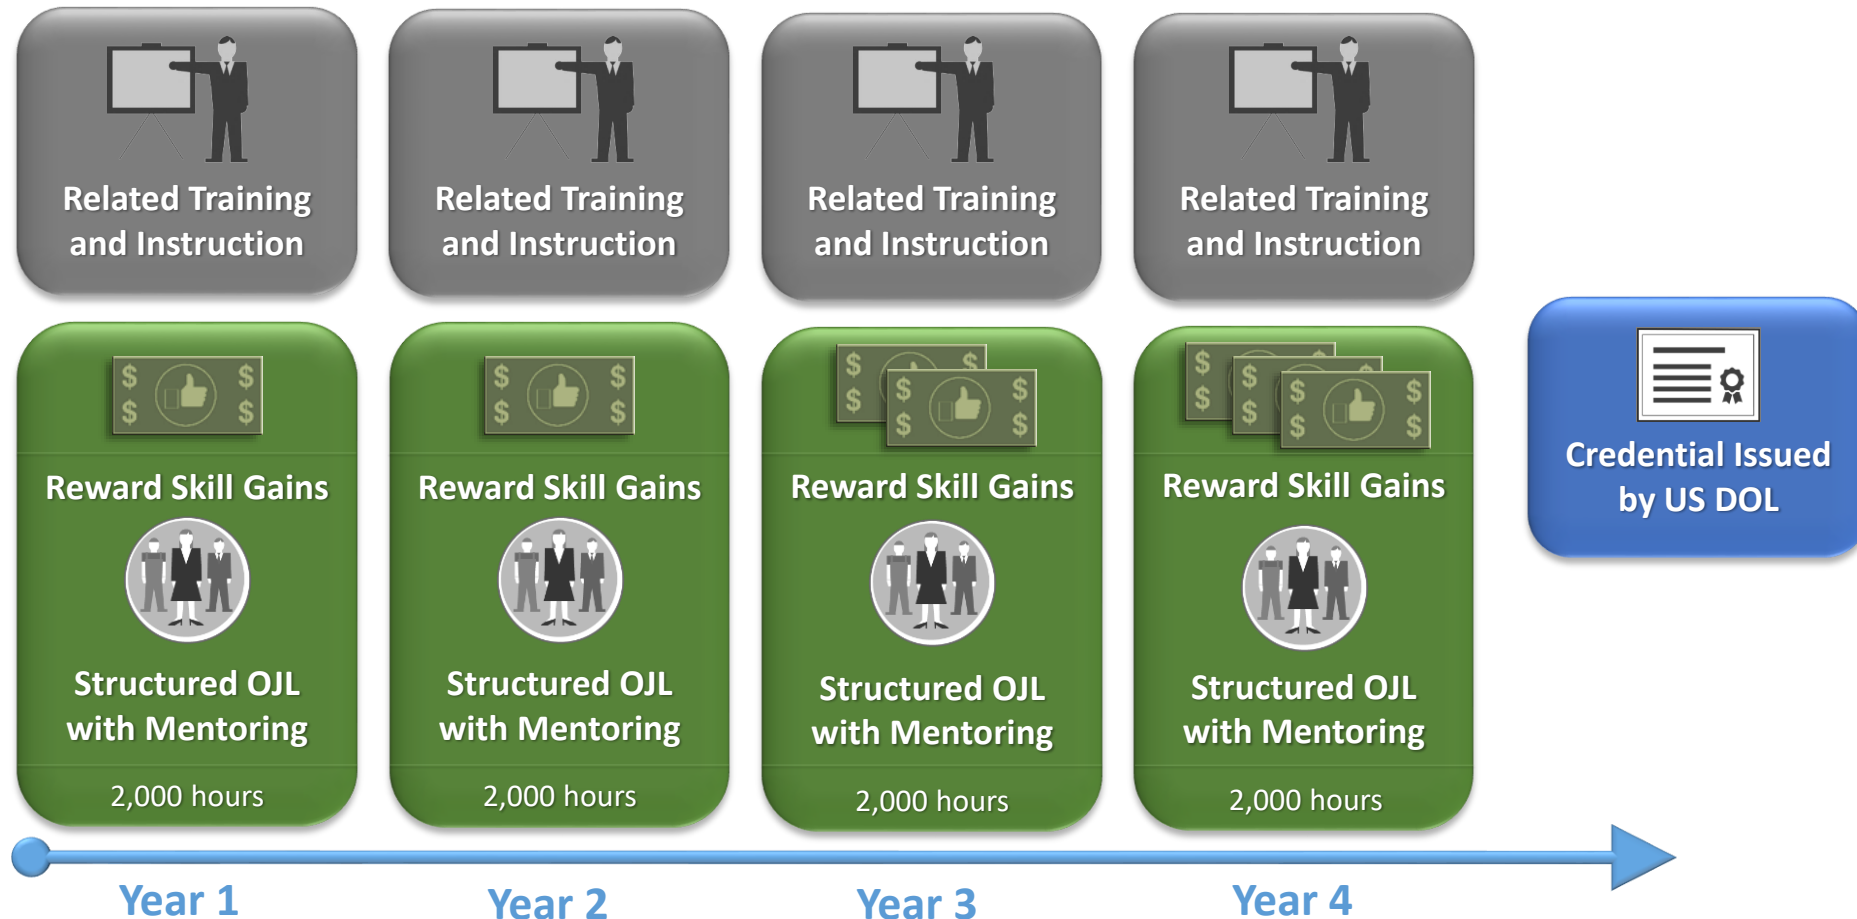 Related Training
and Instruction
Related Training
and Instruction
Related Training
and Instruction
Related Training
and Instruction
$ $
$ $
Reward Skill Gains
Structured OJL
with Mentoring
2,000 hours
$ $
$ $
Reward Skill Gains
Structured OJL
with Mentoring
2,000 hours
$
$
$ $
$ $
Reward Skill Gains
Structured OJL
with Mentoring
2,000 hours
$
$
$
$
$ $
$ $
Reward Skill Gains
Structured OJL
with Mentoring
2,000 hours
Credential Issued
by US DOL
Year 1
Year 2
Year 3
Year 4